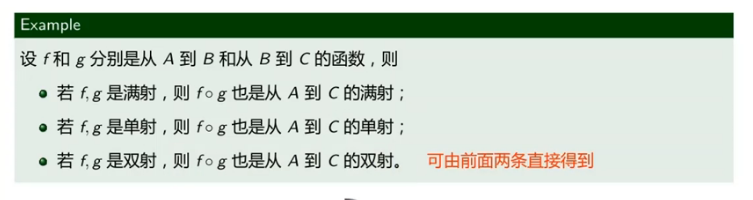 Example
设 f 和 g 分别是从 A 到 B 和从 B 到 C 的函数，则
若 f, g 是满射，则 f ∘ g 也是从 A 到 C 的满射；
若 f, g 是单射，则 f ∘ g 也是从 A 到 C 的单射；
若 f, g 是双射，则 f ∘ g 也是从 A 到 C 的双射。 可由前面两条直接得到